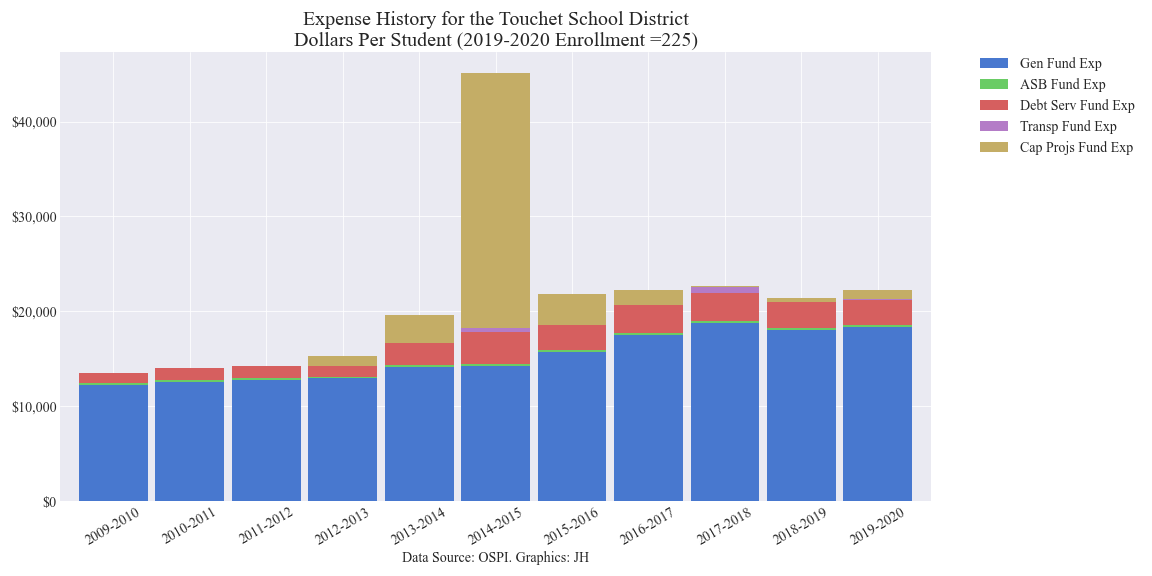 Expense History for the Touchet School District
Dollars Per Student (2019-2020 Enrollment =225)
Gen Fund Exp
ASB Fund Exp
Debt Serv Fund Exp
Transp Fund Exp
Cap Projs Fund Exp
$40,000
$30,000
$20,000
$10,000
$0
2009-2010
2010-2011
2011-2012
2012-2013
2013-2014
2014-2015
2015-2016
2016-2017
2017-2018
2018-2019
2019-2020
Data Source: OSPI. Graphics: JH